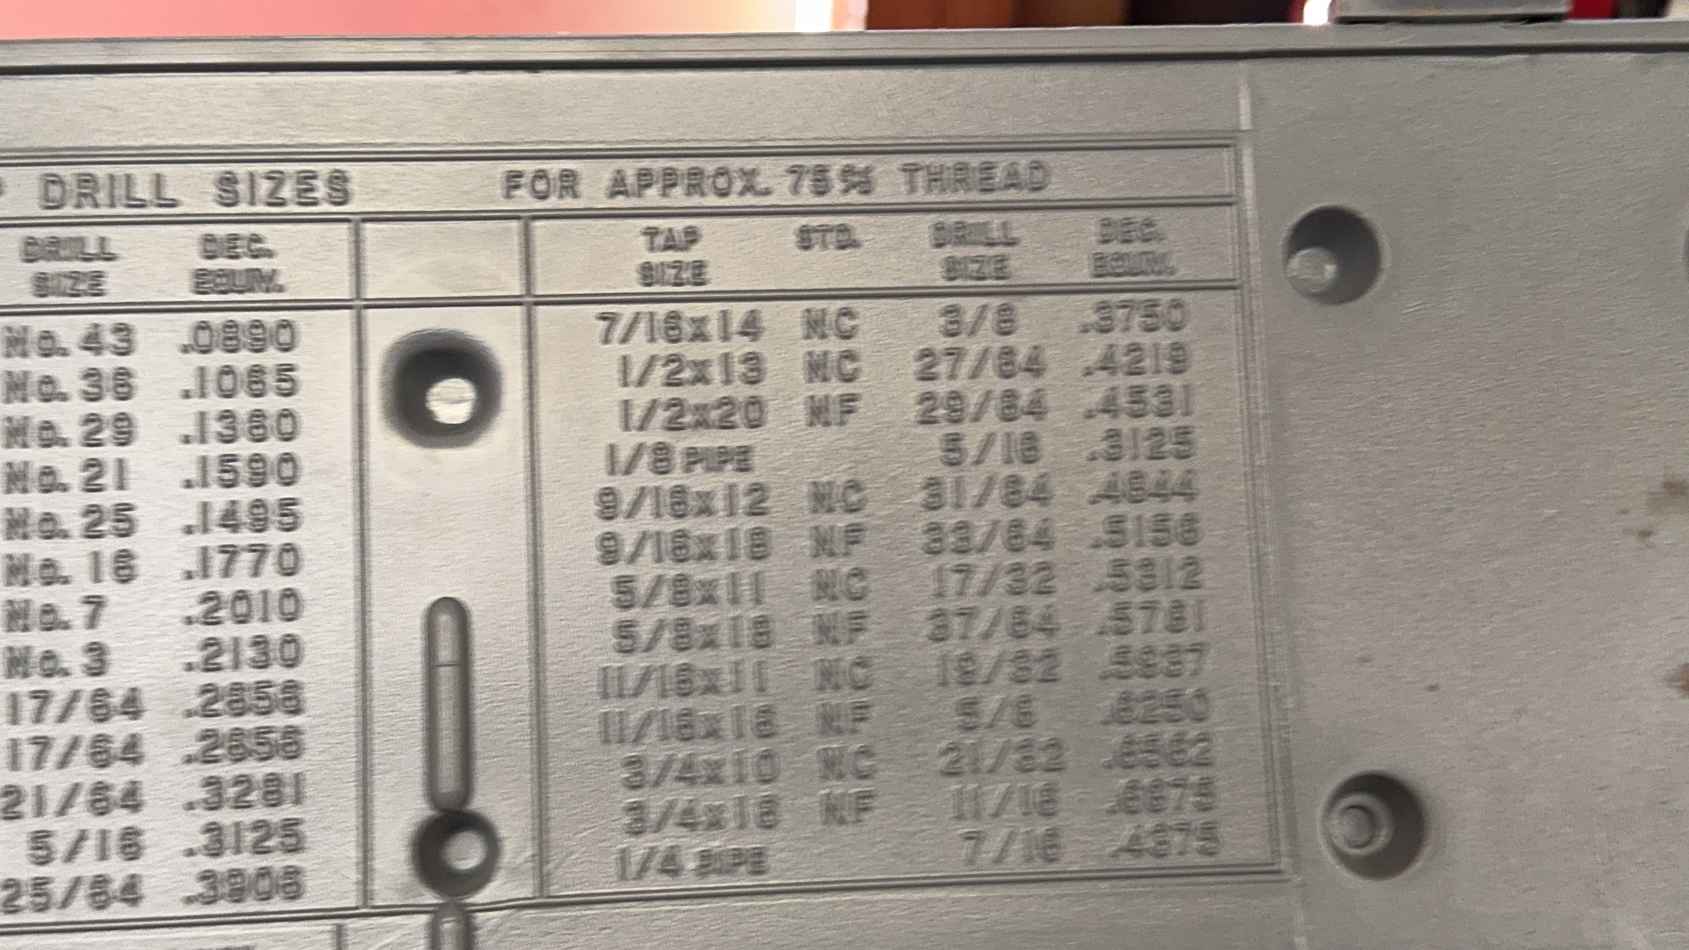 DRILL SIZES FOR APPROX. 75% THREAD
DRILL SIZE DEC. EQUIV.
No. 43 .0890
No. 36 .1065
No. 29 .1360
No. 21 .1590
No. 25 .1495
No. 16 .1770
No. 7 .2010
No. 3 .2130
17/64 .2656
17/64 .2656
21/64 .3281
5/16 .3125
25/64 .3906
TAP SIZE STD. DRILL SIZE DEC. EQUIV.
7/16x14 NC 3/8 .3750
1/2x13 NC 27/64 .4219
1/2x20 NF 29/64 .4531
1/8 PIPE 5/16 .3125
9/16x12 NC 31/64 .4844
9/16x18 NF 33/64 .5156
5/8x11 NC 17/32 .5312
5/8x18 NF 37/64 .5781
11/16x11 NC 19/32 .5937
11/16x16 NF 5/8 .6250
3/4x10 NC 21/32 .6562
3/4x16 NF 11/16 .6875
1/4 PIPE 7/16 .4375